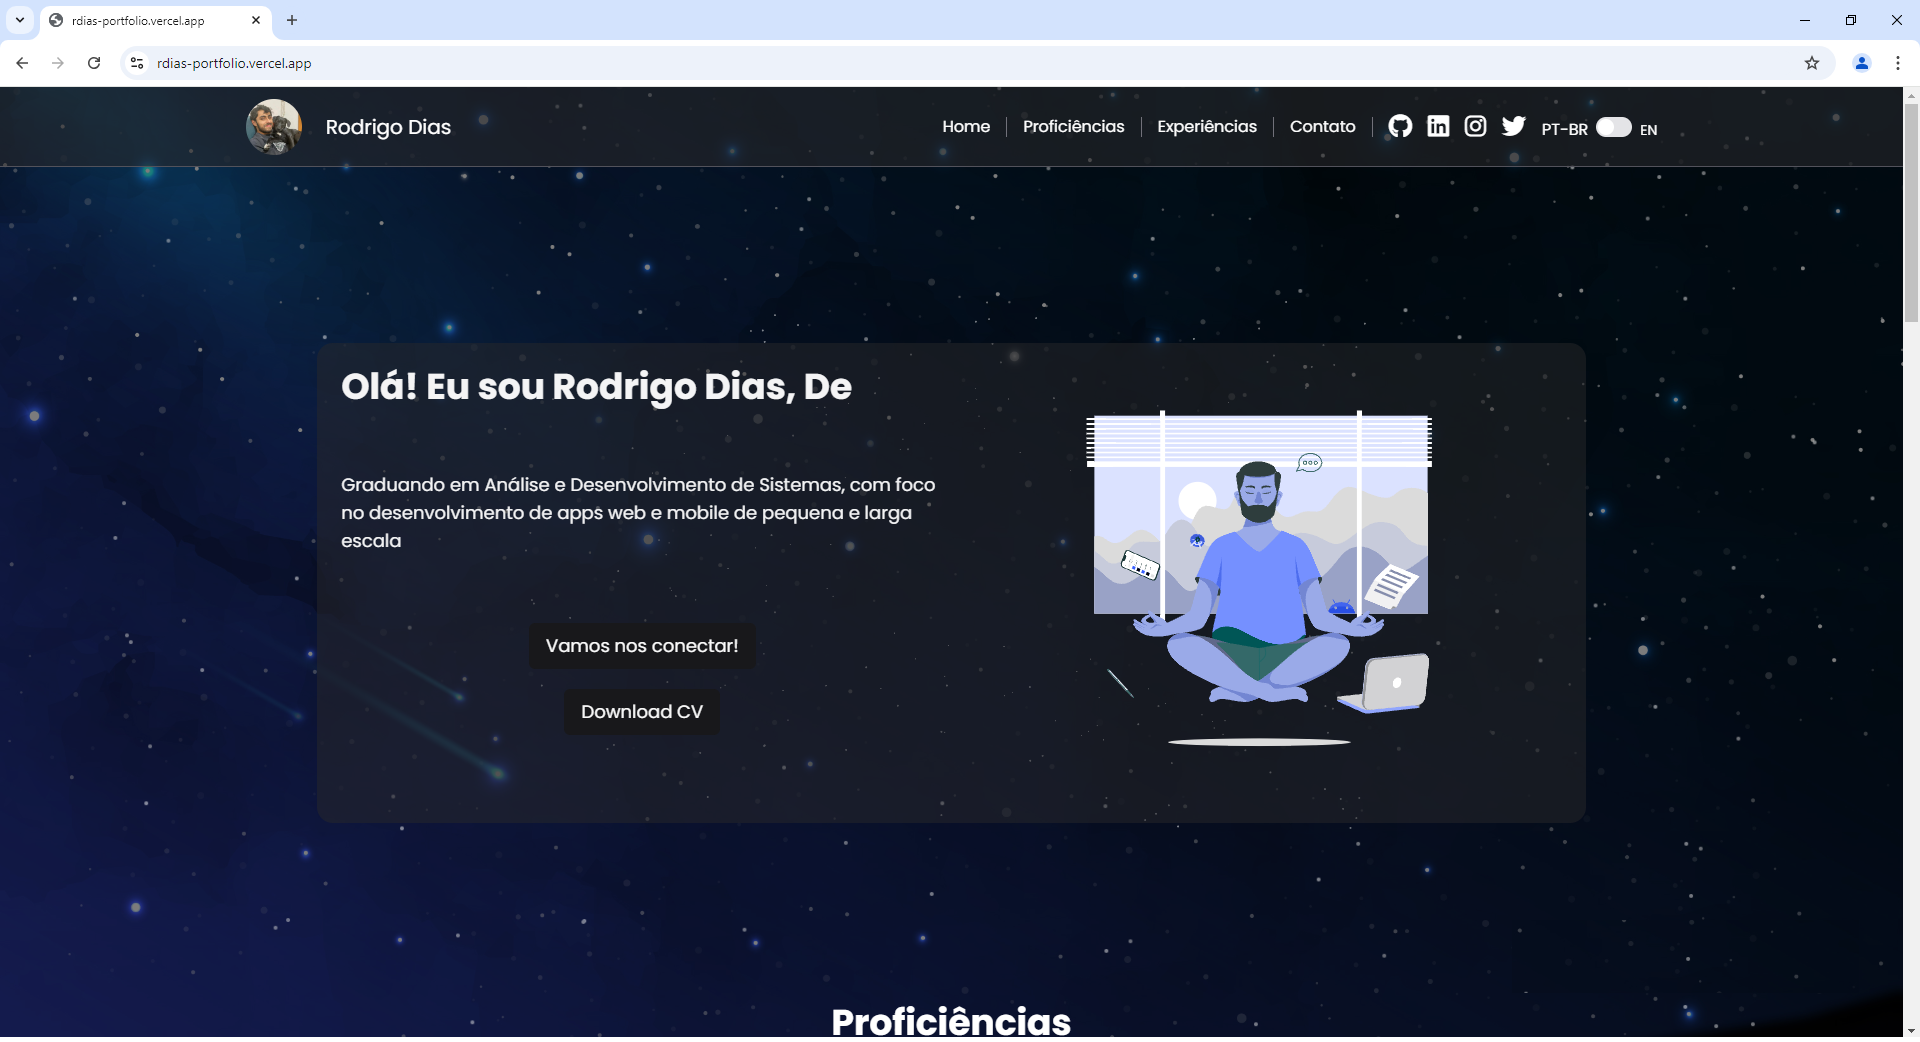 rdias-portfolio.vercel.app
rdias-portfolio.vercel.app
Rodrigo Dias
Home
Proficiências
Experiências
Contato
PT-BR
EN
Olá! Eu sou Rodrigo Dias, De
Graduando em Análise e Desenvolvimento de Sistemas, com foco
no desenvolvimento de apps web e mobile de pequena e larga
escala
Vamos nos conectar!
Download CV
Proficiências